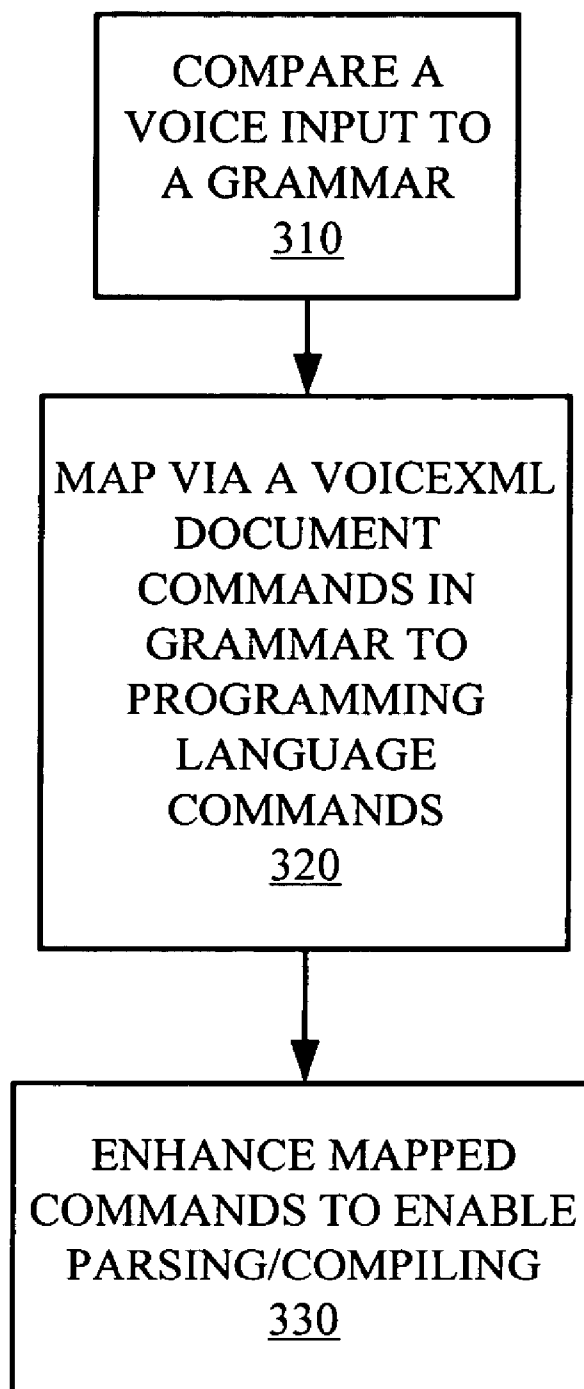 COMPARE A
VOICE INPUT TO
A GRAMMAR
310
MAP VIA A VOICEXML
DOCUMENT
COMMANDS IN
GRAMMAR TO
PROGRAMMING
LANGUAGE
COMMANDS
320
ENHANCE MAPPED
COMMANDS TO ENABLE
PARSING/COMPILING
330